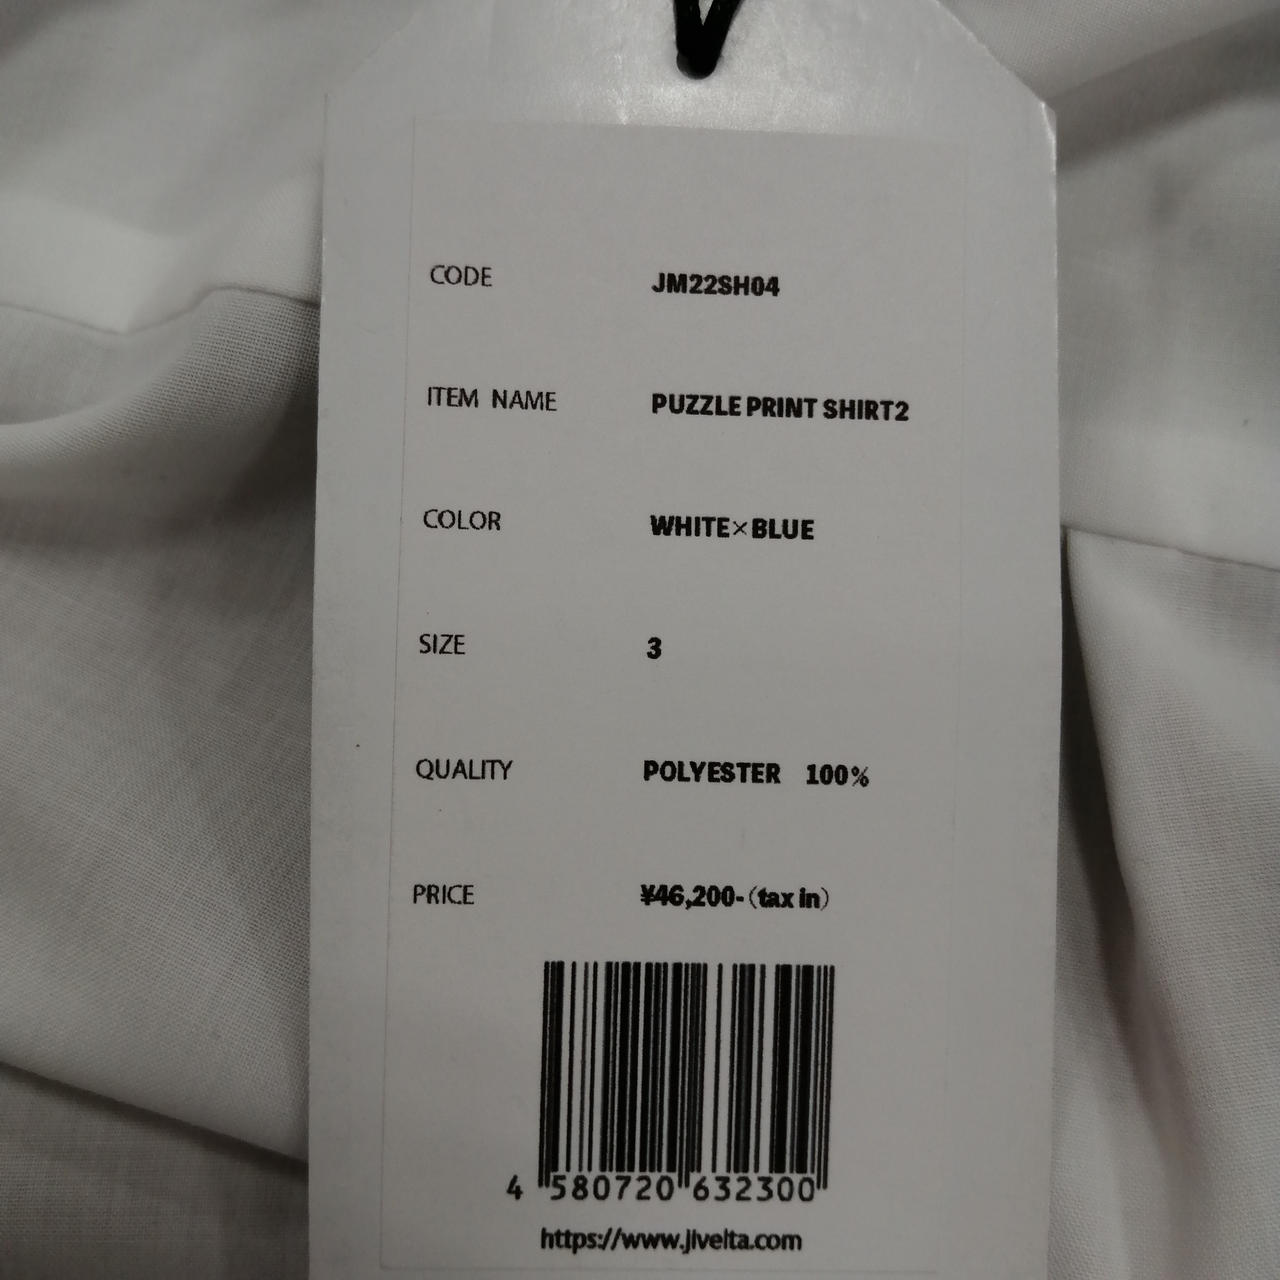 CODE JM22SH04
ITEM NAME PUZZLE PRINT SHIRT2
COLOR WHITE×BLUE
SIZE 3
QUALITY POLYESTER 100%
PRICE ¥46,200-(tax in)
4 580720 632300
https://www.jivelta.com